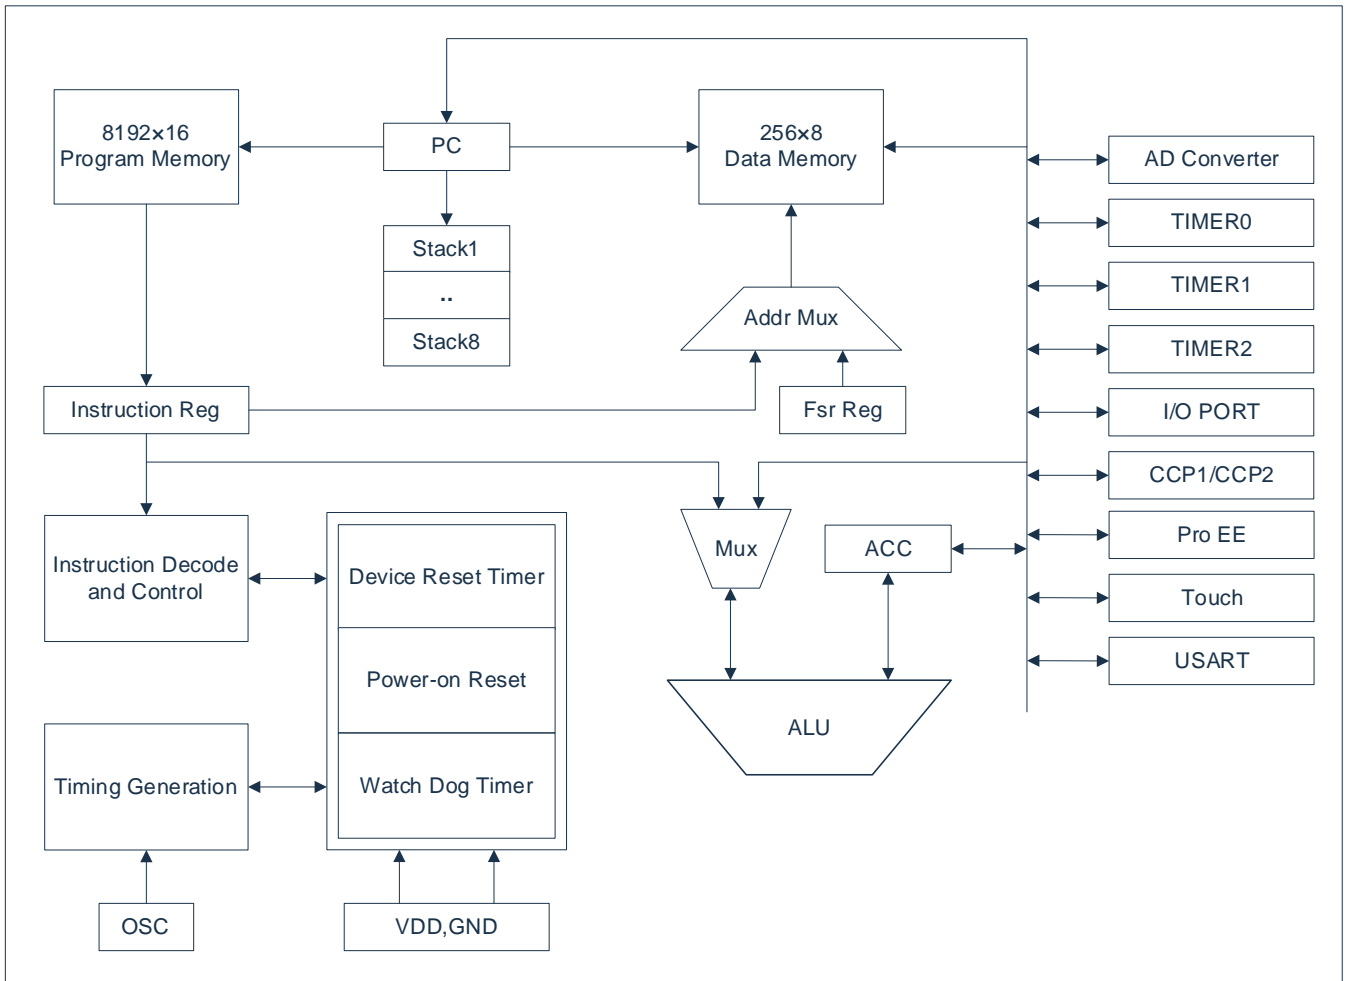 8192×16
Program Memory
PC
256×8
Data Memory
AD Converter
TIMER0
Stack1
..
Stack8
TIMER1
Addr Mux
TIMER2
Instruction Reg
Fsr Reg
I/O PORT
CCP1/CCP2
Instruction Decode
and Control
Device Reset Timer
Mux
ACC
Pro EE
Touch
Power-on Reset
USART
ALU
Timing Generation
Watch Dog Timer
OSC
VDD,GND